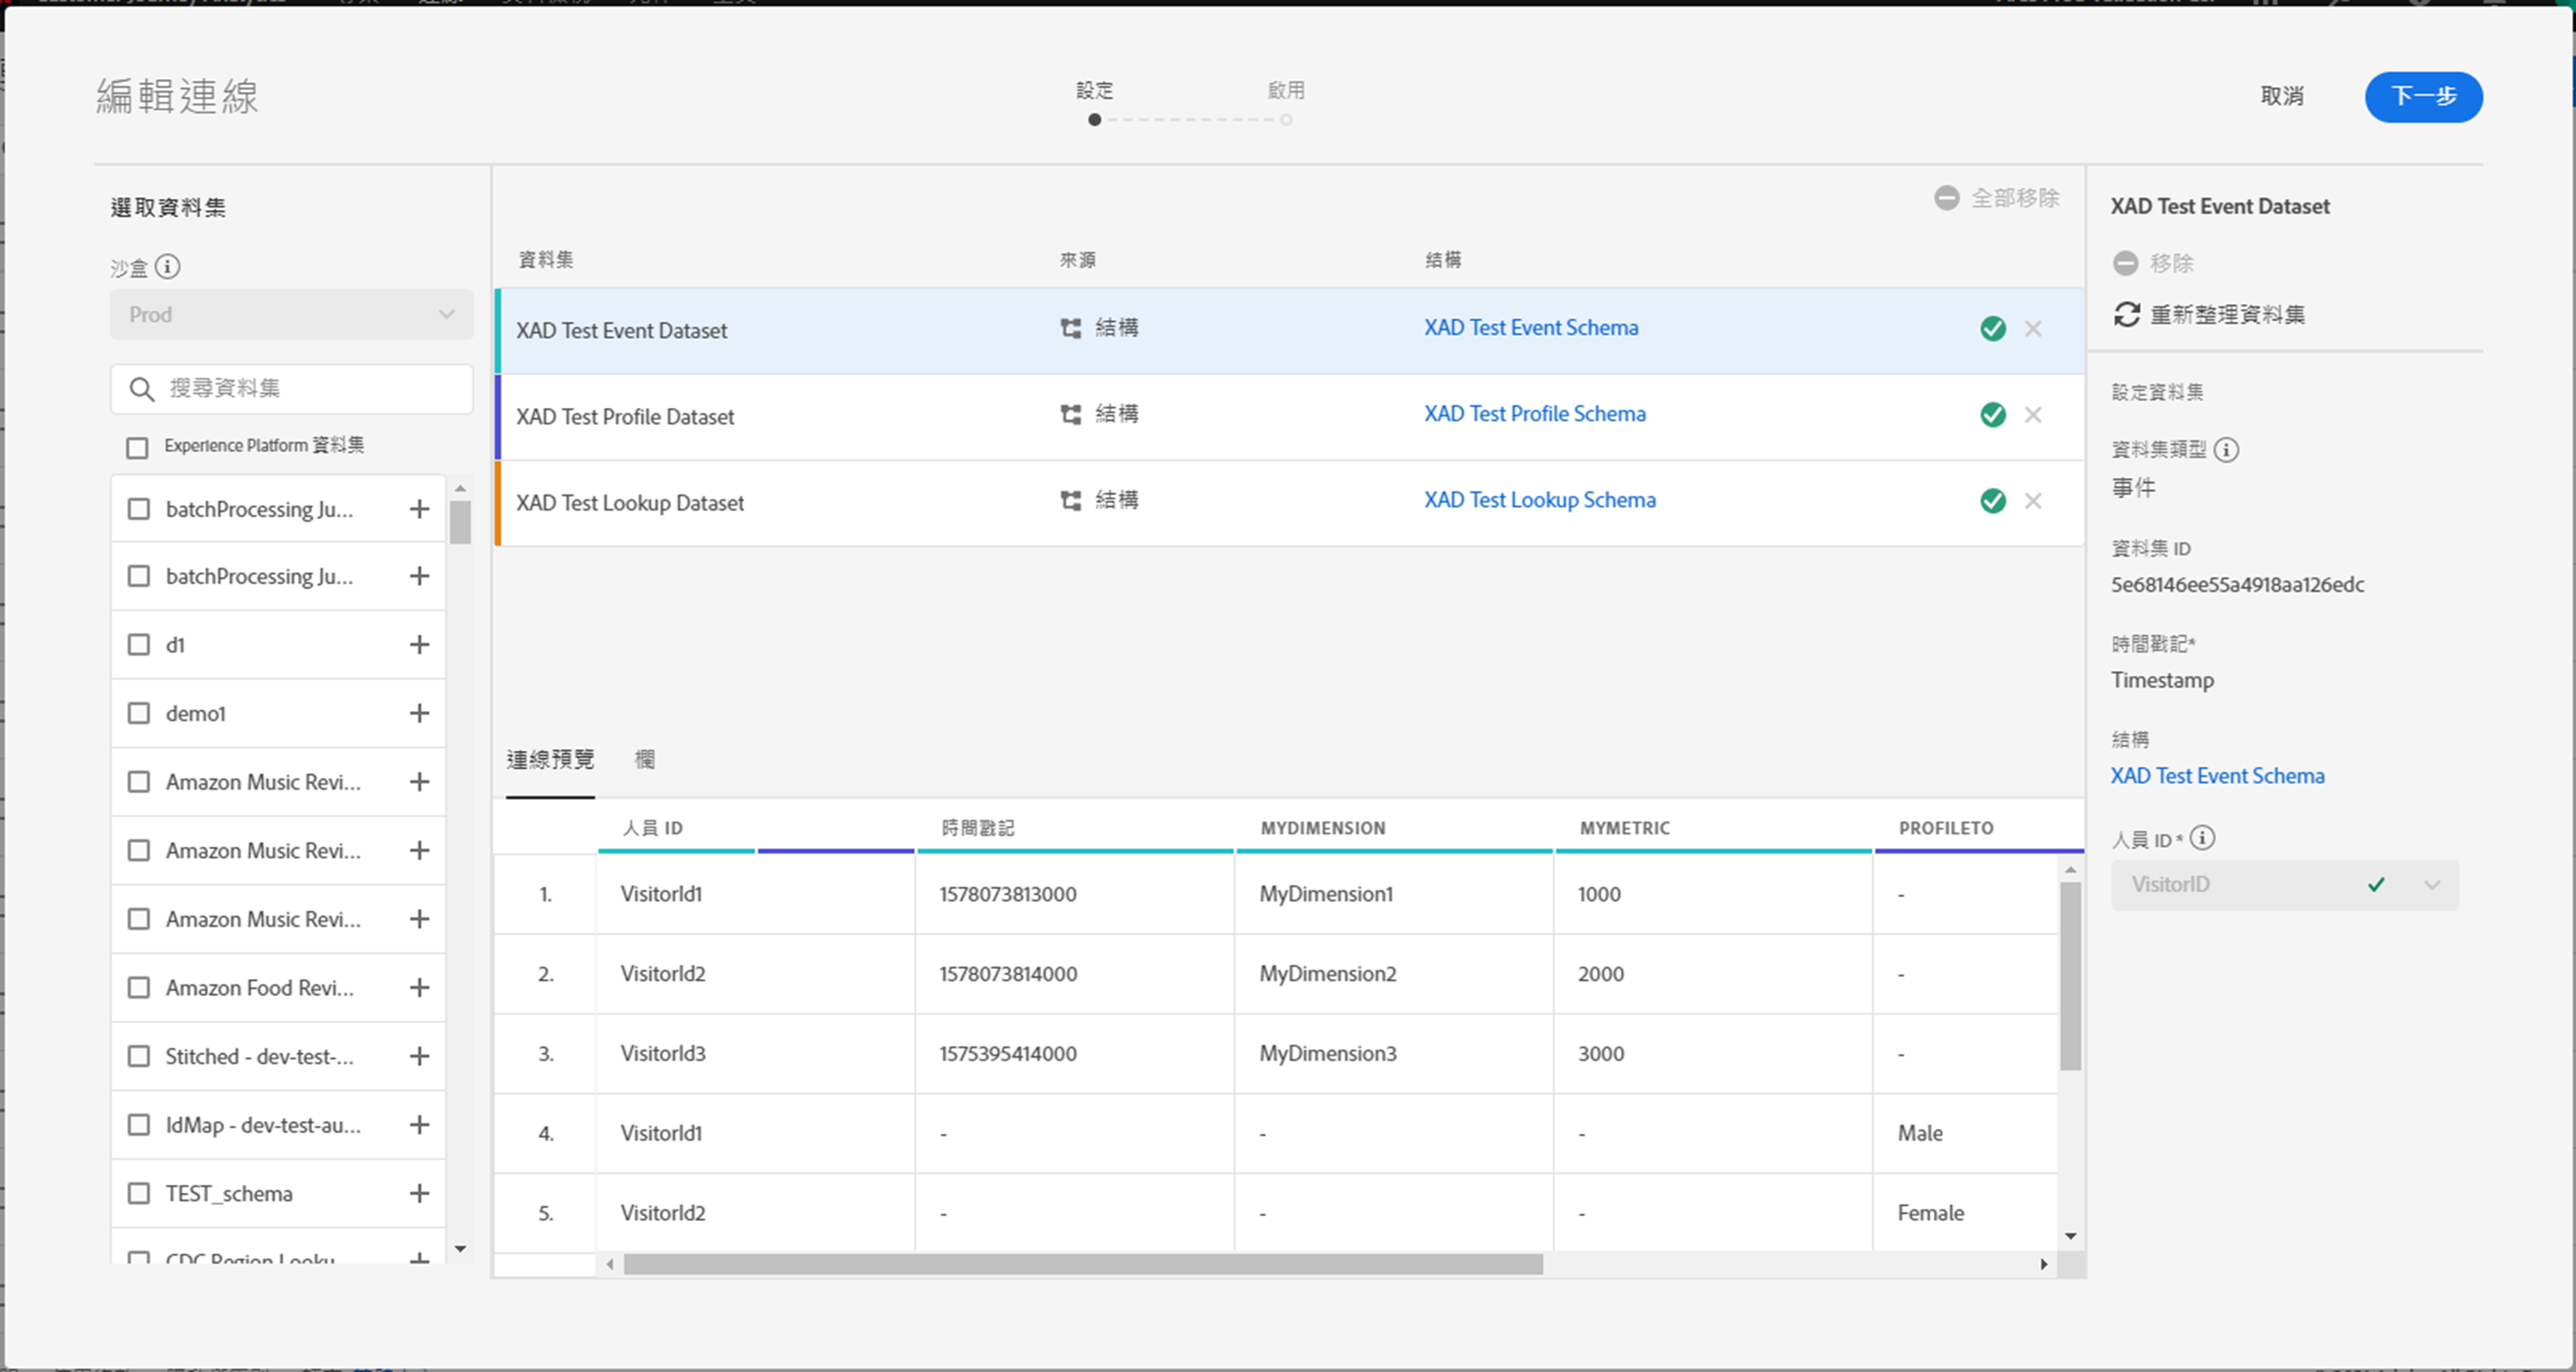 編輯連線
設定
啟用
取消
下一步
選取資料集
沙盒
Prod
搜尋資料集
Experience Platform 資料集
batchProcessing Ju...
batchProcessing Ju...
d1
demo1
Amazon Music Revi...
Amazon Music Revi...
Amazon Music Revi...
Amazon Food Revi...
Stitched - dev-test-...
IdMap - dev-test-au...
TEST_schema
CDC Region Looku
全部移除
資料集 來源 結構
XAD Test Event Dataset 結構 XAD Test Event Schema
XAD Test Profile Dataset 結構 XAD Test Profile Schema
XAD Test Lookup Dataset 結構 XAD Test Lookup Schema
連線預覽 欄
人員 ID 時間戳記 MYDIMENSION MYMETRIC PROFILETO
1. VisitorId1 1578073813000 MyDimension1 1000 -
2. VisitorId2 1578073814000 MyDimension2 2000 -
3. VisitorId3 1575395414000 MyDimension3 3000 -
4. VisitorId1 - - - Male
5. VisitorId2 - - - Female
XAD Test Event Dataset
移除
重新整理資料集
設定資料集
資料集類型
事件
資料集 ID
5e68146ee55a4918aa126edc
時間戳記*
Timestamp
結構
XAD Test Event Schema
人員 ID *
VisitorID